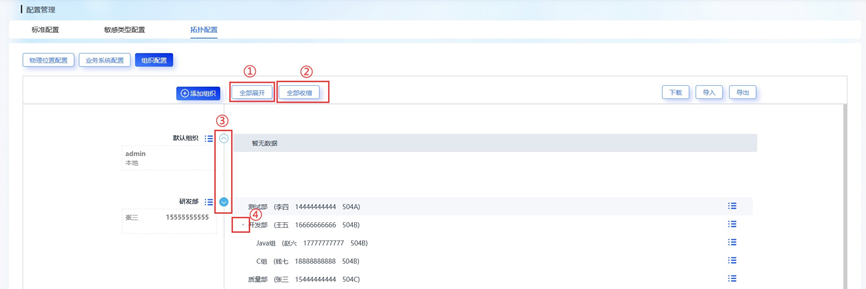 配置管理
标准配置 敏感类型配置 拓扑配置
物理位置配置 业务系统配置 组织配置
① ②
添加组织 全部展开 全部收缩 下载 导入 导出
③
默认组织 暂无数据
admin
本地
研发部 测试部 (李四 14444444444 504A)
④
张三 15555555555 - 开发部 (王五 16666666666 504B)
Java组 (赵六 17777777777 504B)
C组 (钱七 18888888888 504B)
质量部 (张三 15444444444 504C)